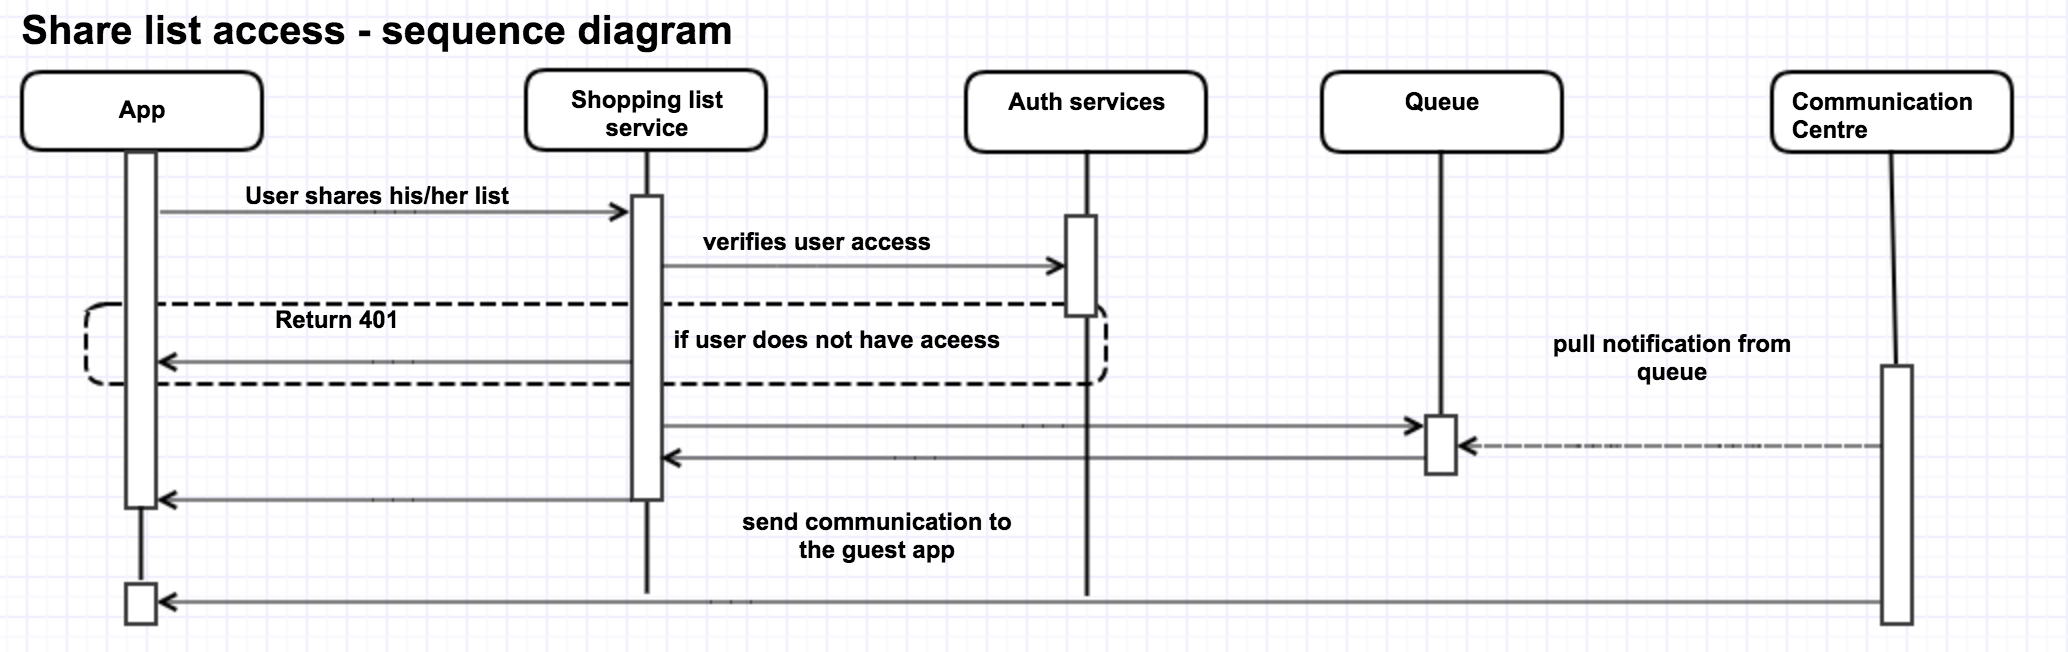 Share list access - sequence diagram
App
Shopping list
service
Auth services
Queue
Communication
Centre
User shares his/her list
verifies user access
Return 401
if user does not have aceess
pull notification from
queue
send communication to
the guest app